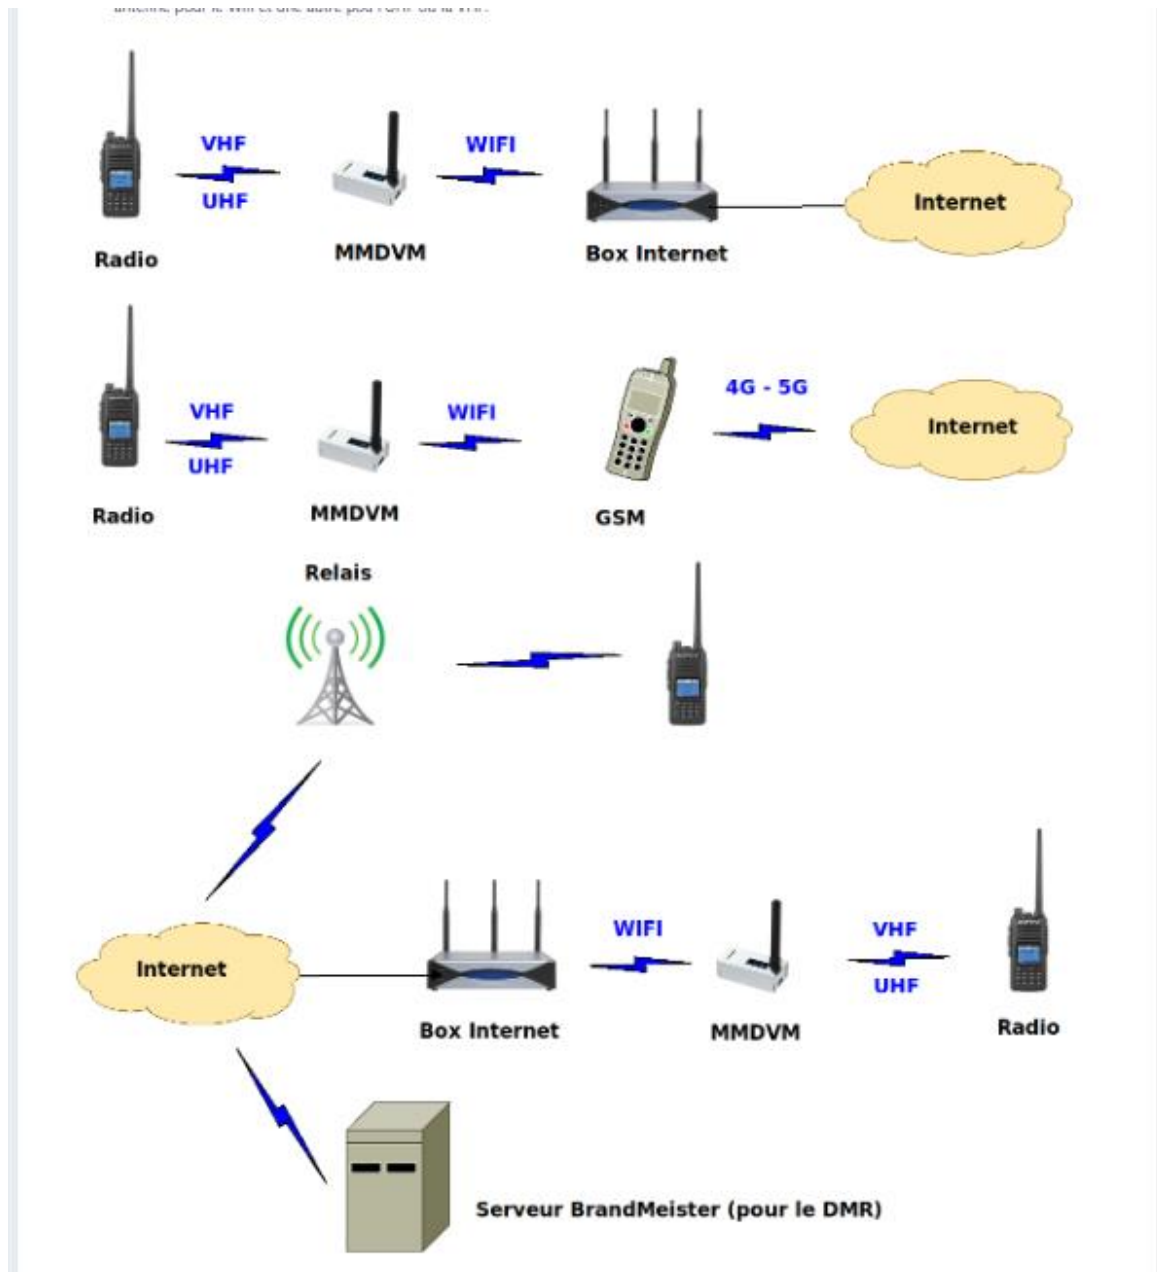 VHF
WIFI
UHF
Internet
Radio
MMDVM
Box Internet
4G - 5G
VHF
WIFI
Internet
UHF
Radio
MMDVM
GSM
Relais
WIFI
VHF
Internet
UHF
Box Internet
MMDVM
Radio
Serveur BrandMeister (pour le DMR)